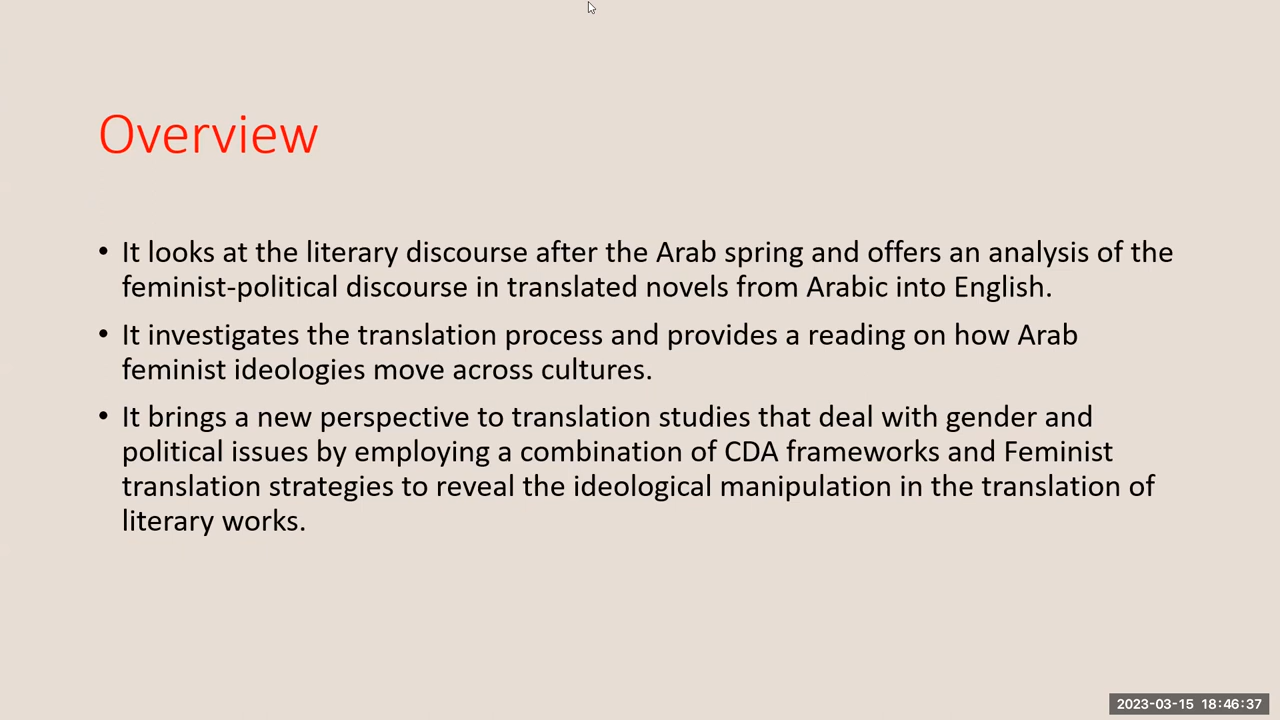 Overview
• It looks at the literary discourse after the Arab spring and offers an analysis of the
feminist-political discourse in translated novels from Arabic into English.
• It investigates the translation process and provides a reading on how Arab
feminist ideologies move across cultures.
• It brings a new perspective to translation studies that deal with gender and
political issues by employing a combination of CDA frameworks and Feminist
translation strategies to reveal the ideological manipulation in the translation of
literary works.
2023-03-15 18:46:37